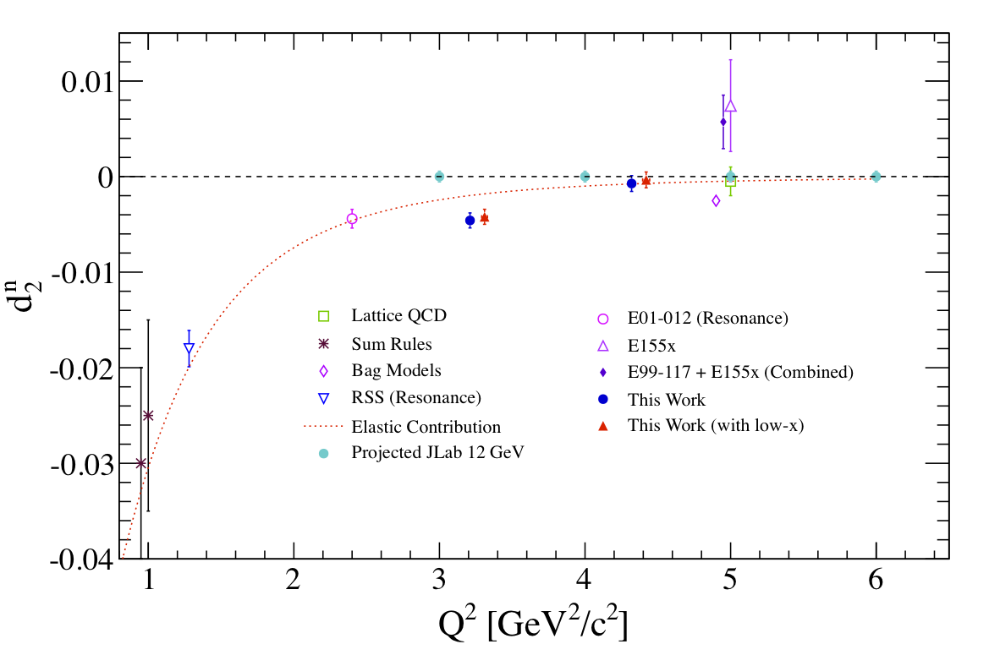 0.01
0
-0.01
-0.02
-0.03
-0.04
d₂ⁿ
Lattice QCD
Sum Rules
Bag Models
RSS (Resonance)
Elastic Contribution
Projected JLab 12 GeV
E01-012 (Resonance)
E155x
E99-117 + E155x (Combined)
This Work
This Work (with low-x)
1 2 3 4 5 6
Q² [GeV²/c²]